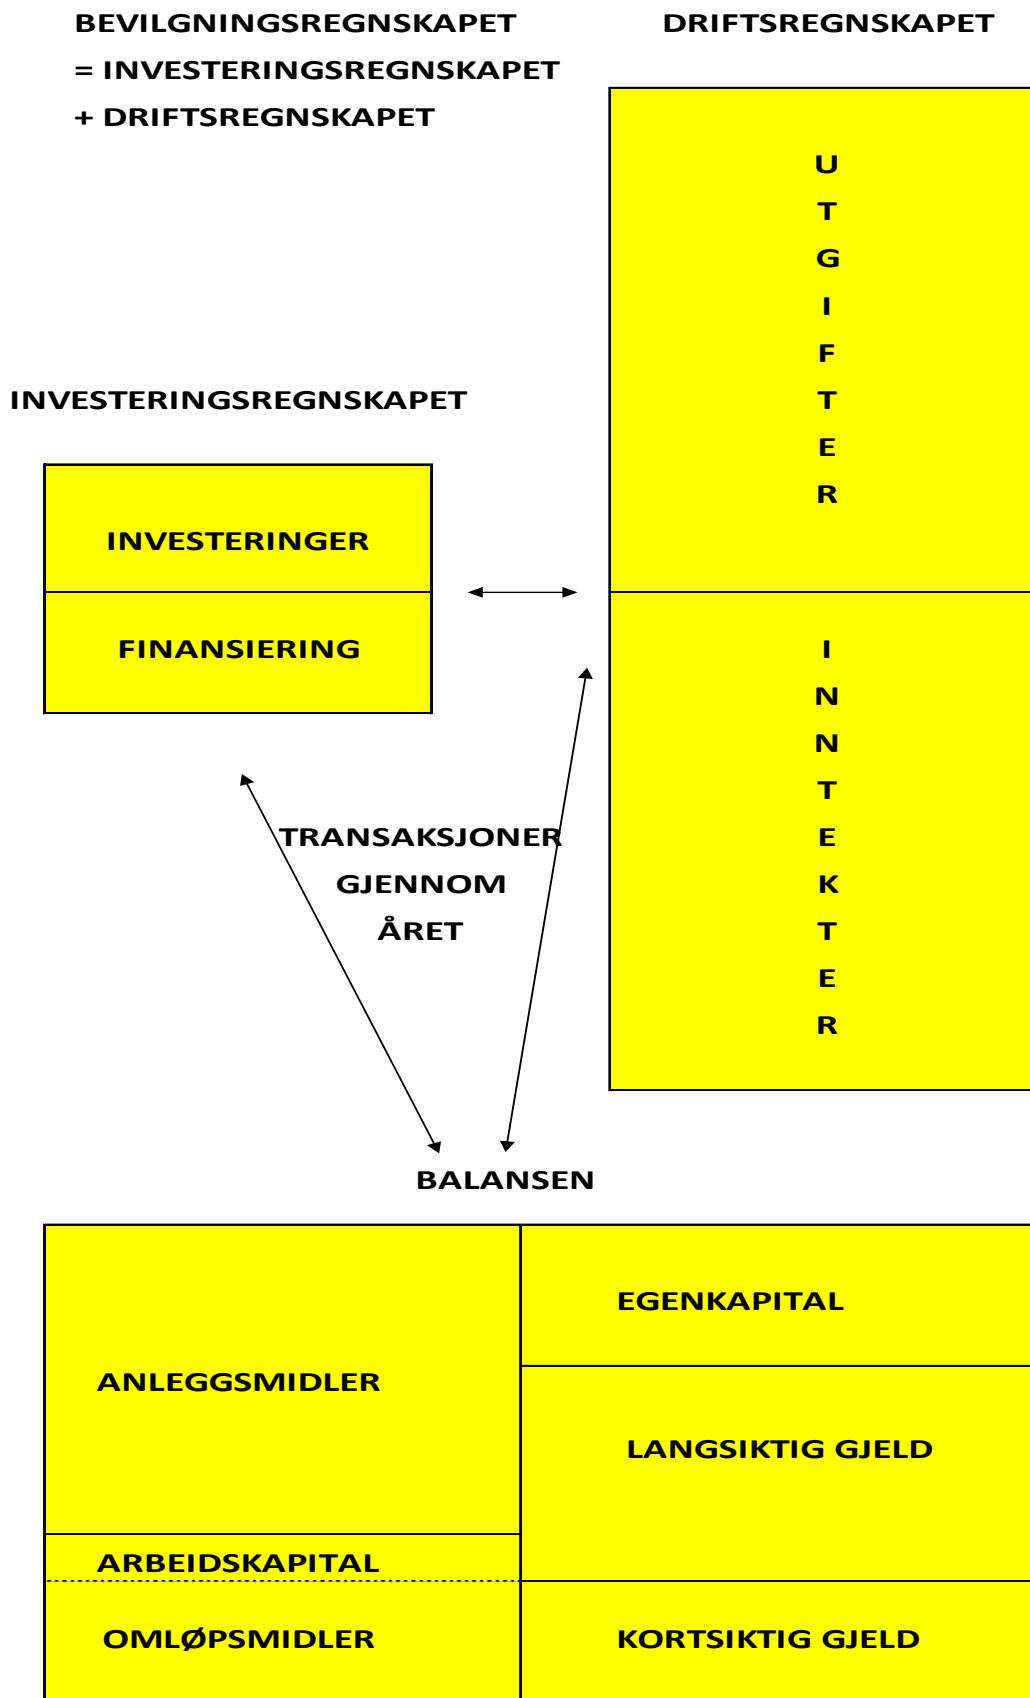 BEVILGNINGSREGNSKAPET
= INVESTERINGSREGNSKAPET
+ DRIFTSREGNSKAPET
DRIFTSREGNSKAPET
U
T
G
I
F
T
E
R
INVESTERINGSREGNSKAPET
INVESTERINGER
FINANSIERING
I
N
N
T
E
K
T
E
R
TRANSAKSJONER
GJENNOM
ÅRET
BALANSEN
ANLEGGSMIDLER
ARBEIDSKAPITAL
OMLØPSMIDLER
EGENKAPITAL
LANGSIKTIG GJELD
KORTSIKTIG GJELD